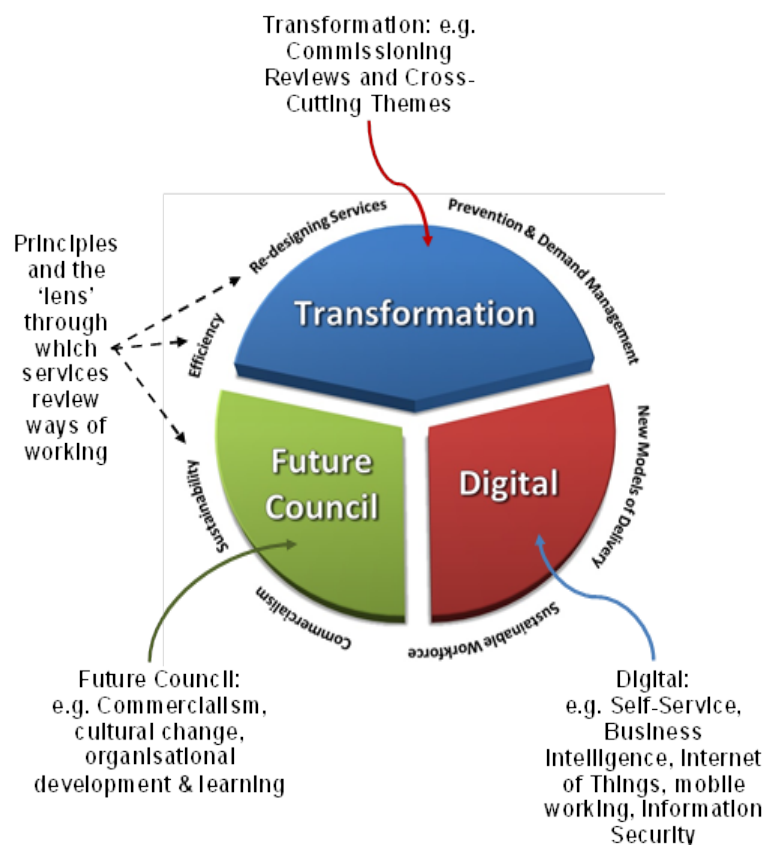 Transformation: e.g.
Commissioning
Reviews and Cross-
Cutting Themes
Principles
and the
‘lens’
through
which
services
review
ways of
working
Re-designing Services
Prevention & Demand Management
Efficiency
Transformation
New Models of Delivery
Future
Council
Digital
Sustainability
Commercialism
Sustainable Workforce
Future Council:
e.g. Commercialism,
cultural change,
organisational
development & learning
Digital:
e.g. Self-Service,
Business
Intelligence, Internet
of Things, mobile
working, Information
Security